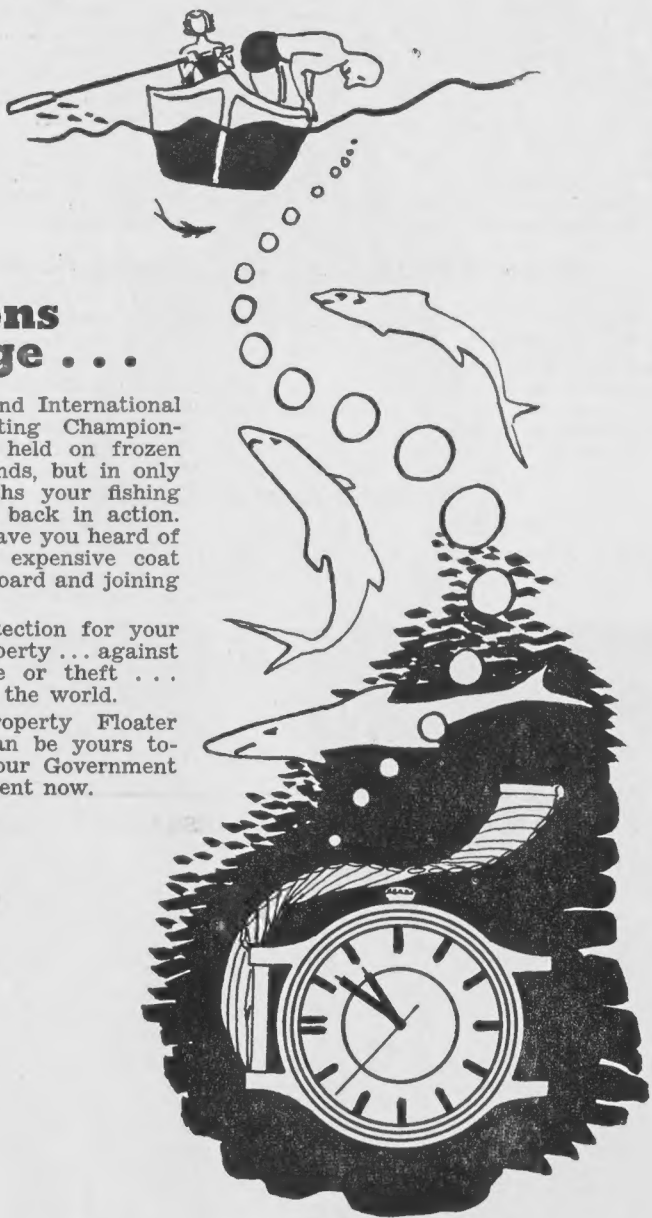 ns
ge . . .
nd International
ting Champion-
held on frozen
nds, but in only
hs your fishing
back in action.
ave you heard of
expensive coat
oard and joining
tection for your
perty ... against
e or theft ...
the world.
roperty Floater
an be yours to-
our Government
ent now.